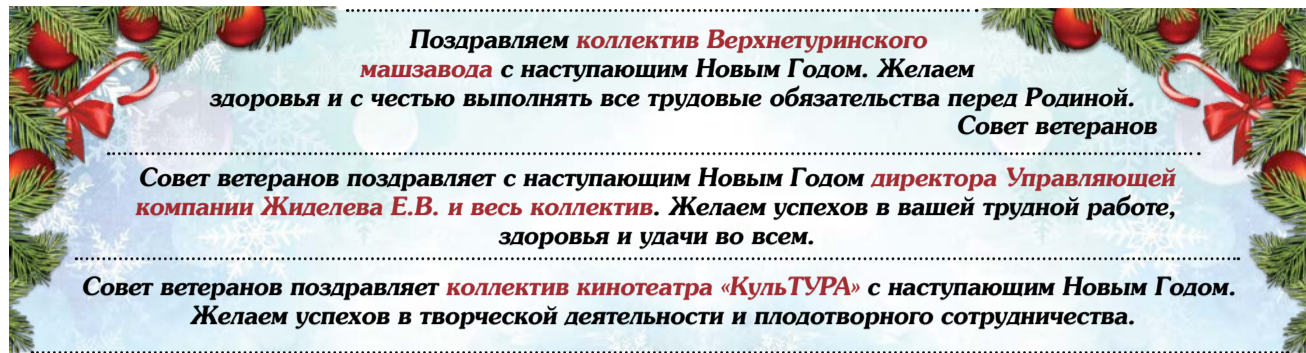 Поздравляем коллектив Верхнетуринского
машзавода с наступающим Новым Годом. Желаем
здоровья и с честью выполнять все трудовые обязательства перед Родиной.
Совет ветеранов
Совет ветеранов поздравляет с наступающим Новым Годом директора Управляющей
компании Жиделева Е.В. и весь коллектив. Желаем успехов в вашей трудной работе,
здоровья и удачи во всем.
Совет ветеранов поздравляет коллектив кинотеатра «КульТУРА» с наступающим Новым Годом.
Желаем успехов в творческой деятельности и плодотворного сотрудничества.